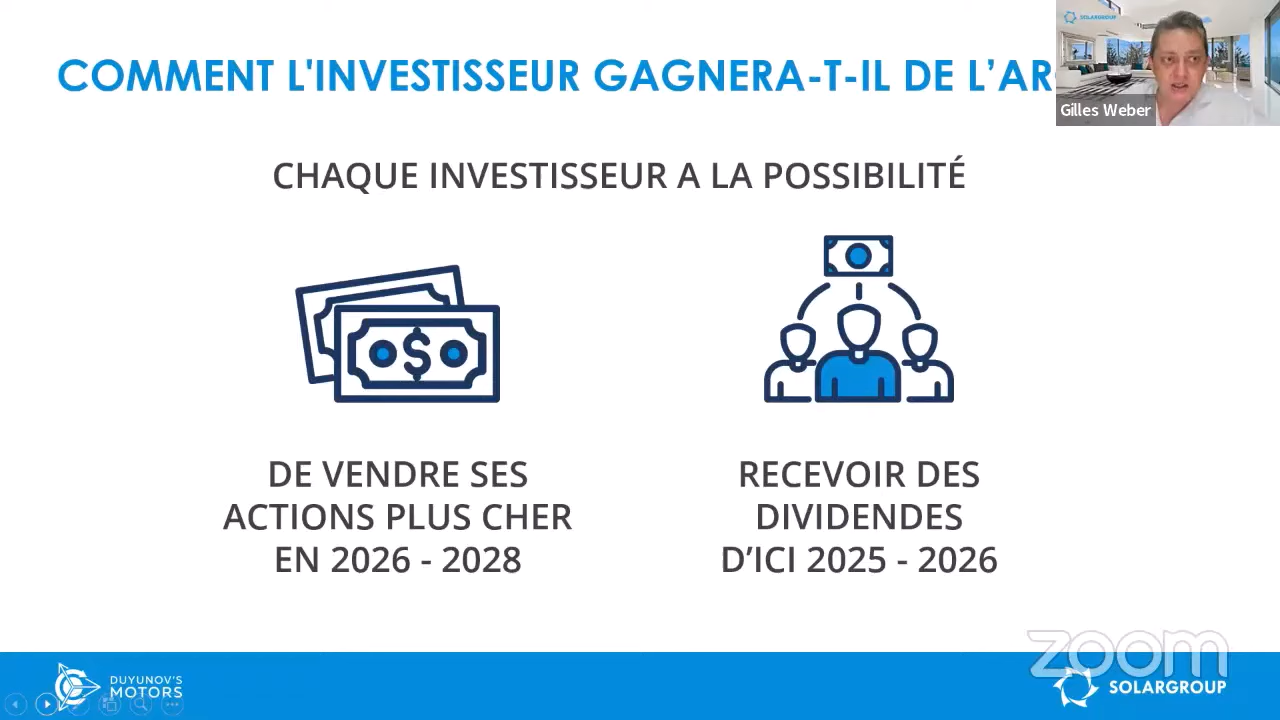 SOLARGROUP
COMMENT L'INVESTISSEUR GAGNERA-T-IL DE L’AR
Gilles Weber
CHAQUE INVESTISSEUR A LA POSSIBILITÉ
$
DE VENDRE SES
ACTIONS PLUS CHER
EN 2026 - 2028
RECEVOIR DES
DIVIDENDES
D’ICI 2025 - 2026
zoom
DUYUNOV'S
MOTORS
SOLARGROUP